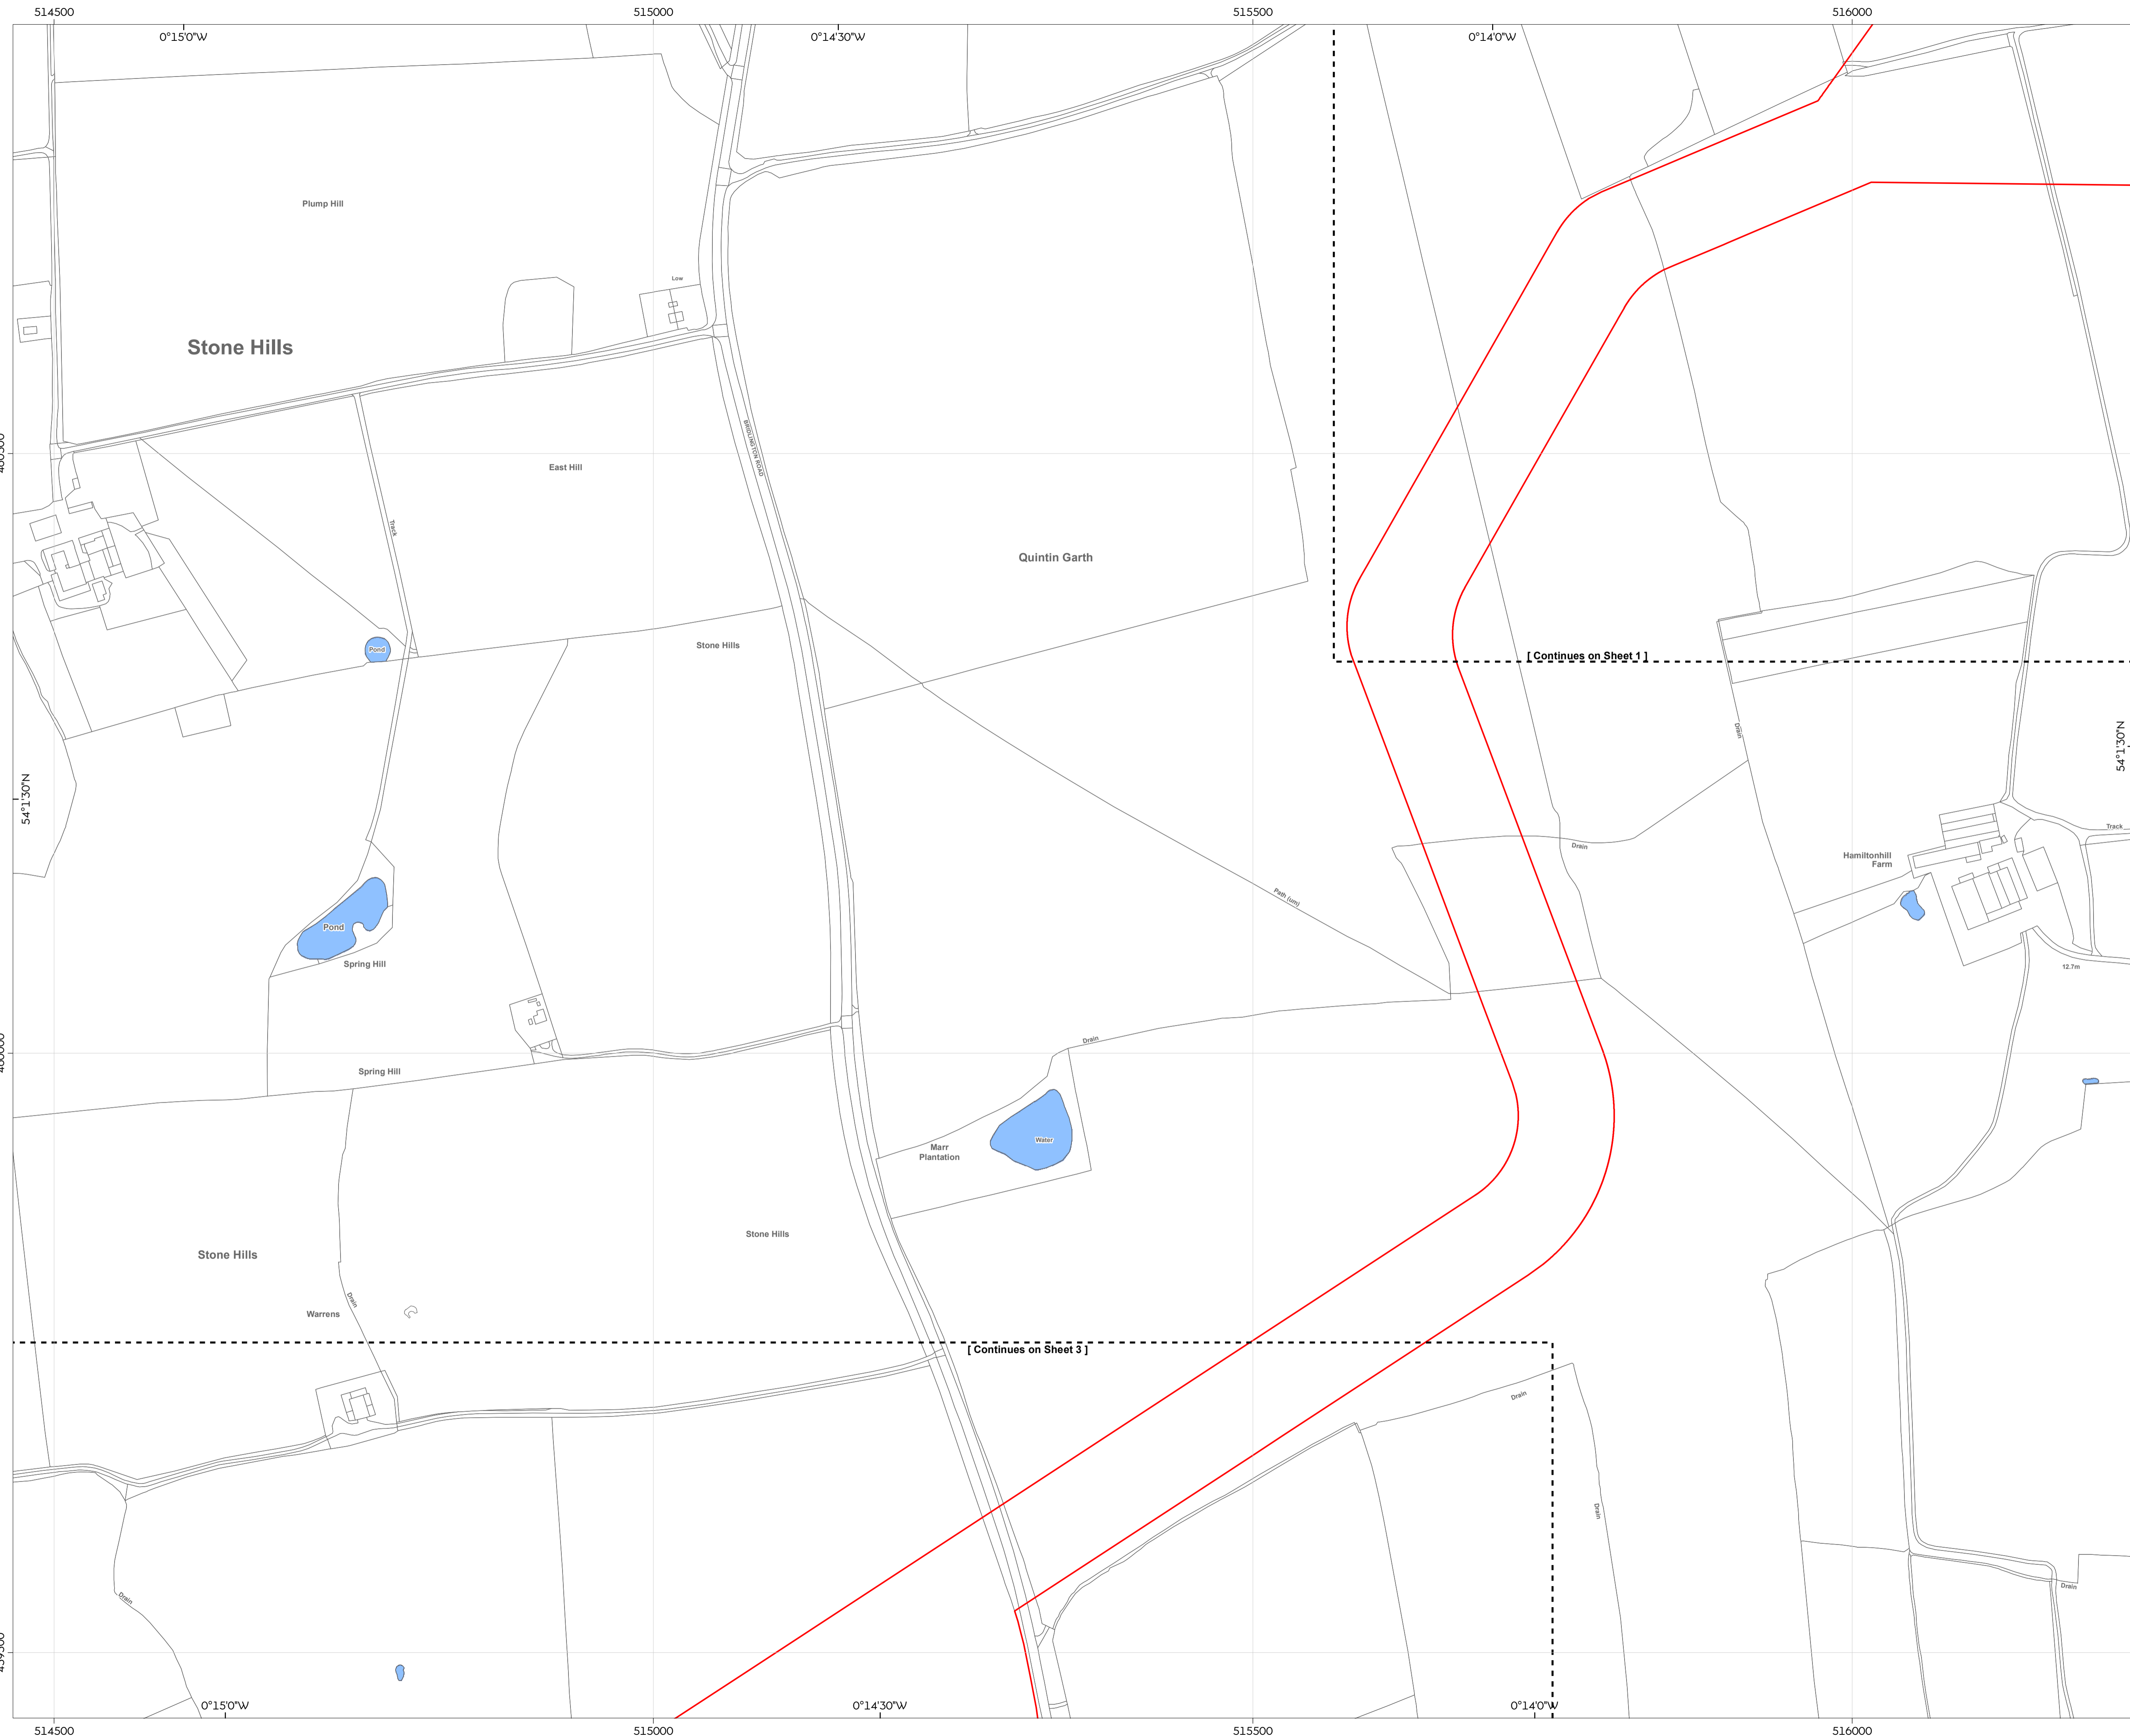 514500
515000
515500
516000
0°15'0"W
0°14'30"W
0°14'0"W
Plump Hill
Low
Stone Hills
BRIDLINGTON ROAD
East Hill
Track
Quintin Garth
Stone Hills
Pond
[ Continues on Sheet 1 ]
Drain
54°1'30"N
54°1'30"N
Track
Drain
Hamiltonhill
Farm
Path (um)
Pond
Spring Hill
12.7m
Drain
Spring Hill
Water
Marr
Plantation
Stone Hills
Stone Hills
Drain
Warrens
[ Continues on Sheet 3 ]
Drain
Drain
Drain
Drain
0°15'0"W
0°14'30"W
0°14'0"W
514500
515000
515500
516000